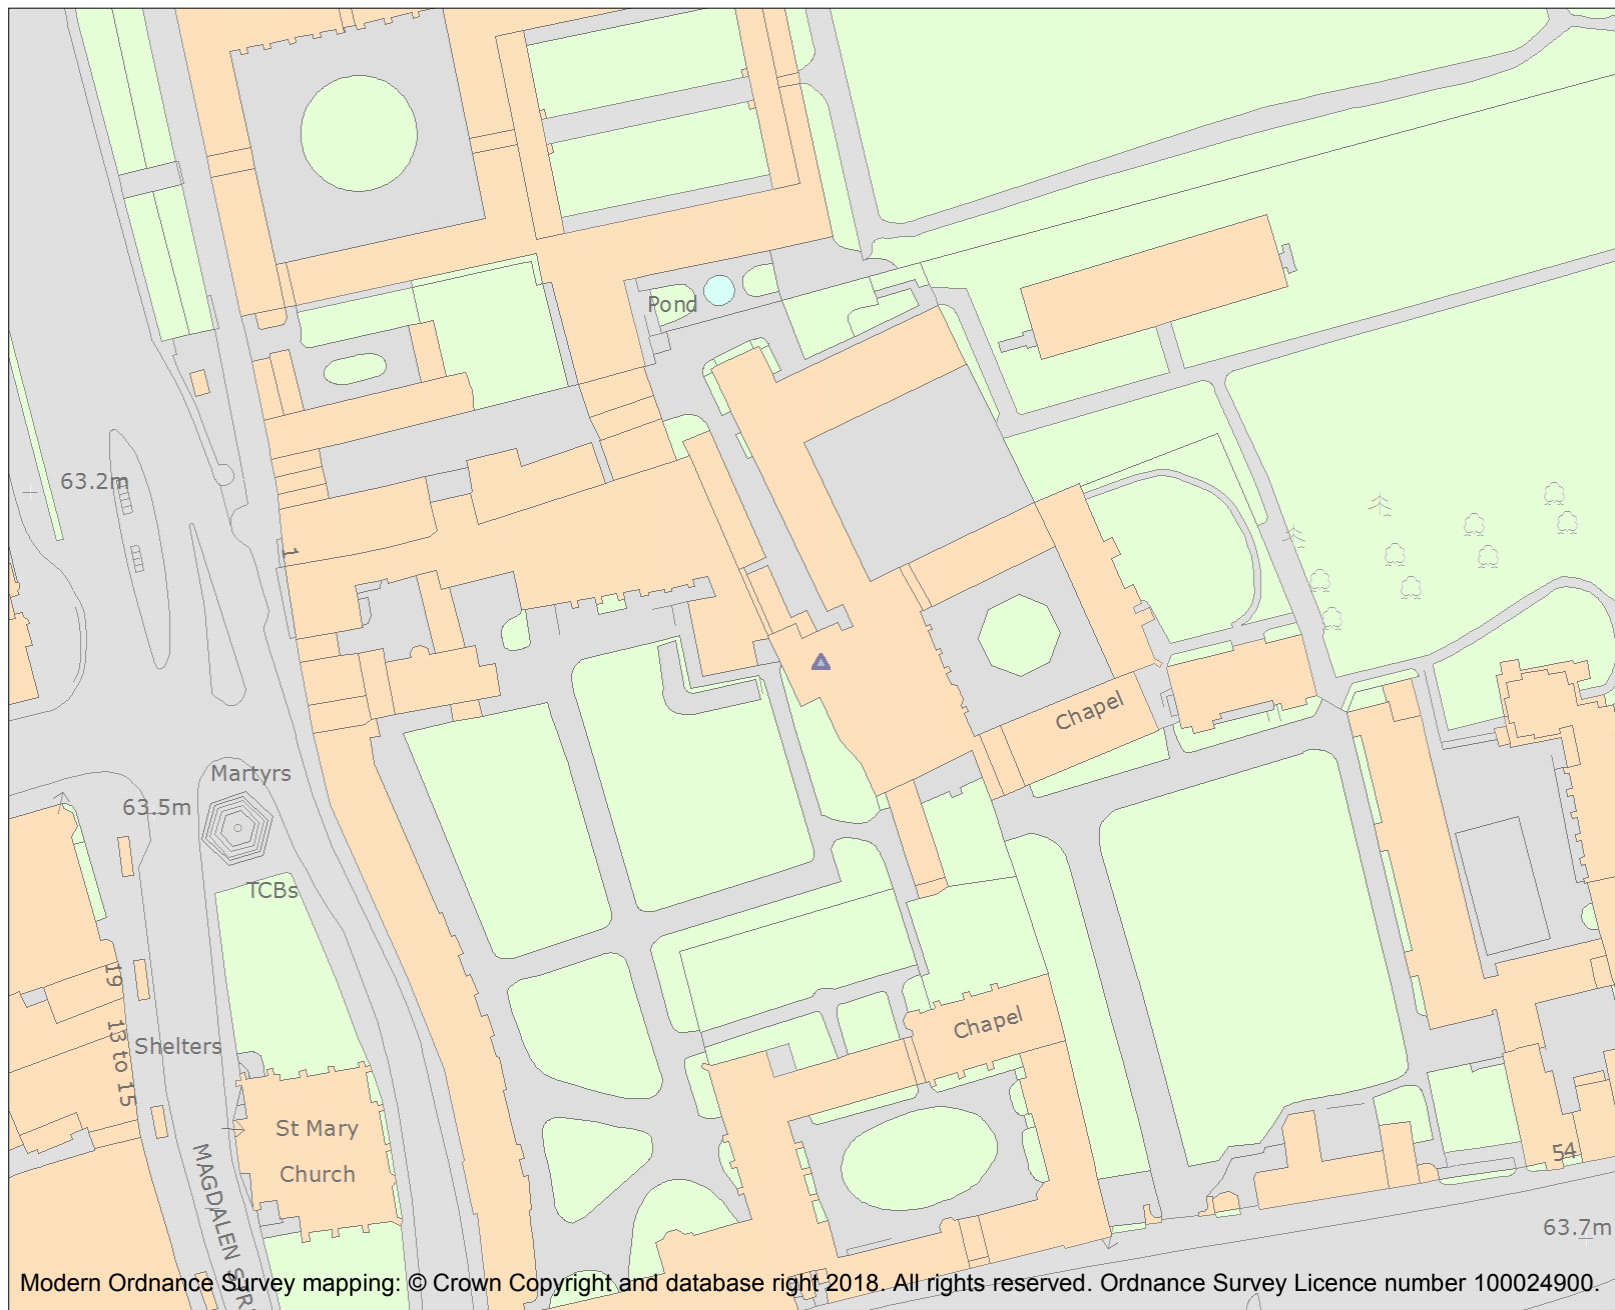 Pond
63.2m
1
Chapel
Martyrs
63.5m
TCBs
19
Chapel
13 to 15
Shelters
St Mary
Church
54
MAGDALEN STR
63.7m
Modern Ordnance Survey mapping: © Crown Copyright and database right 2018. All rights reserved. Ordnance Survey Licence number 100024900.